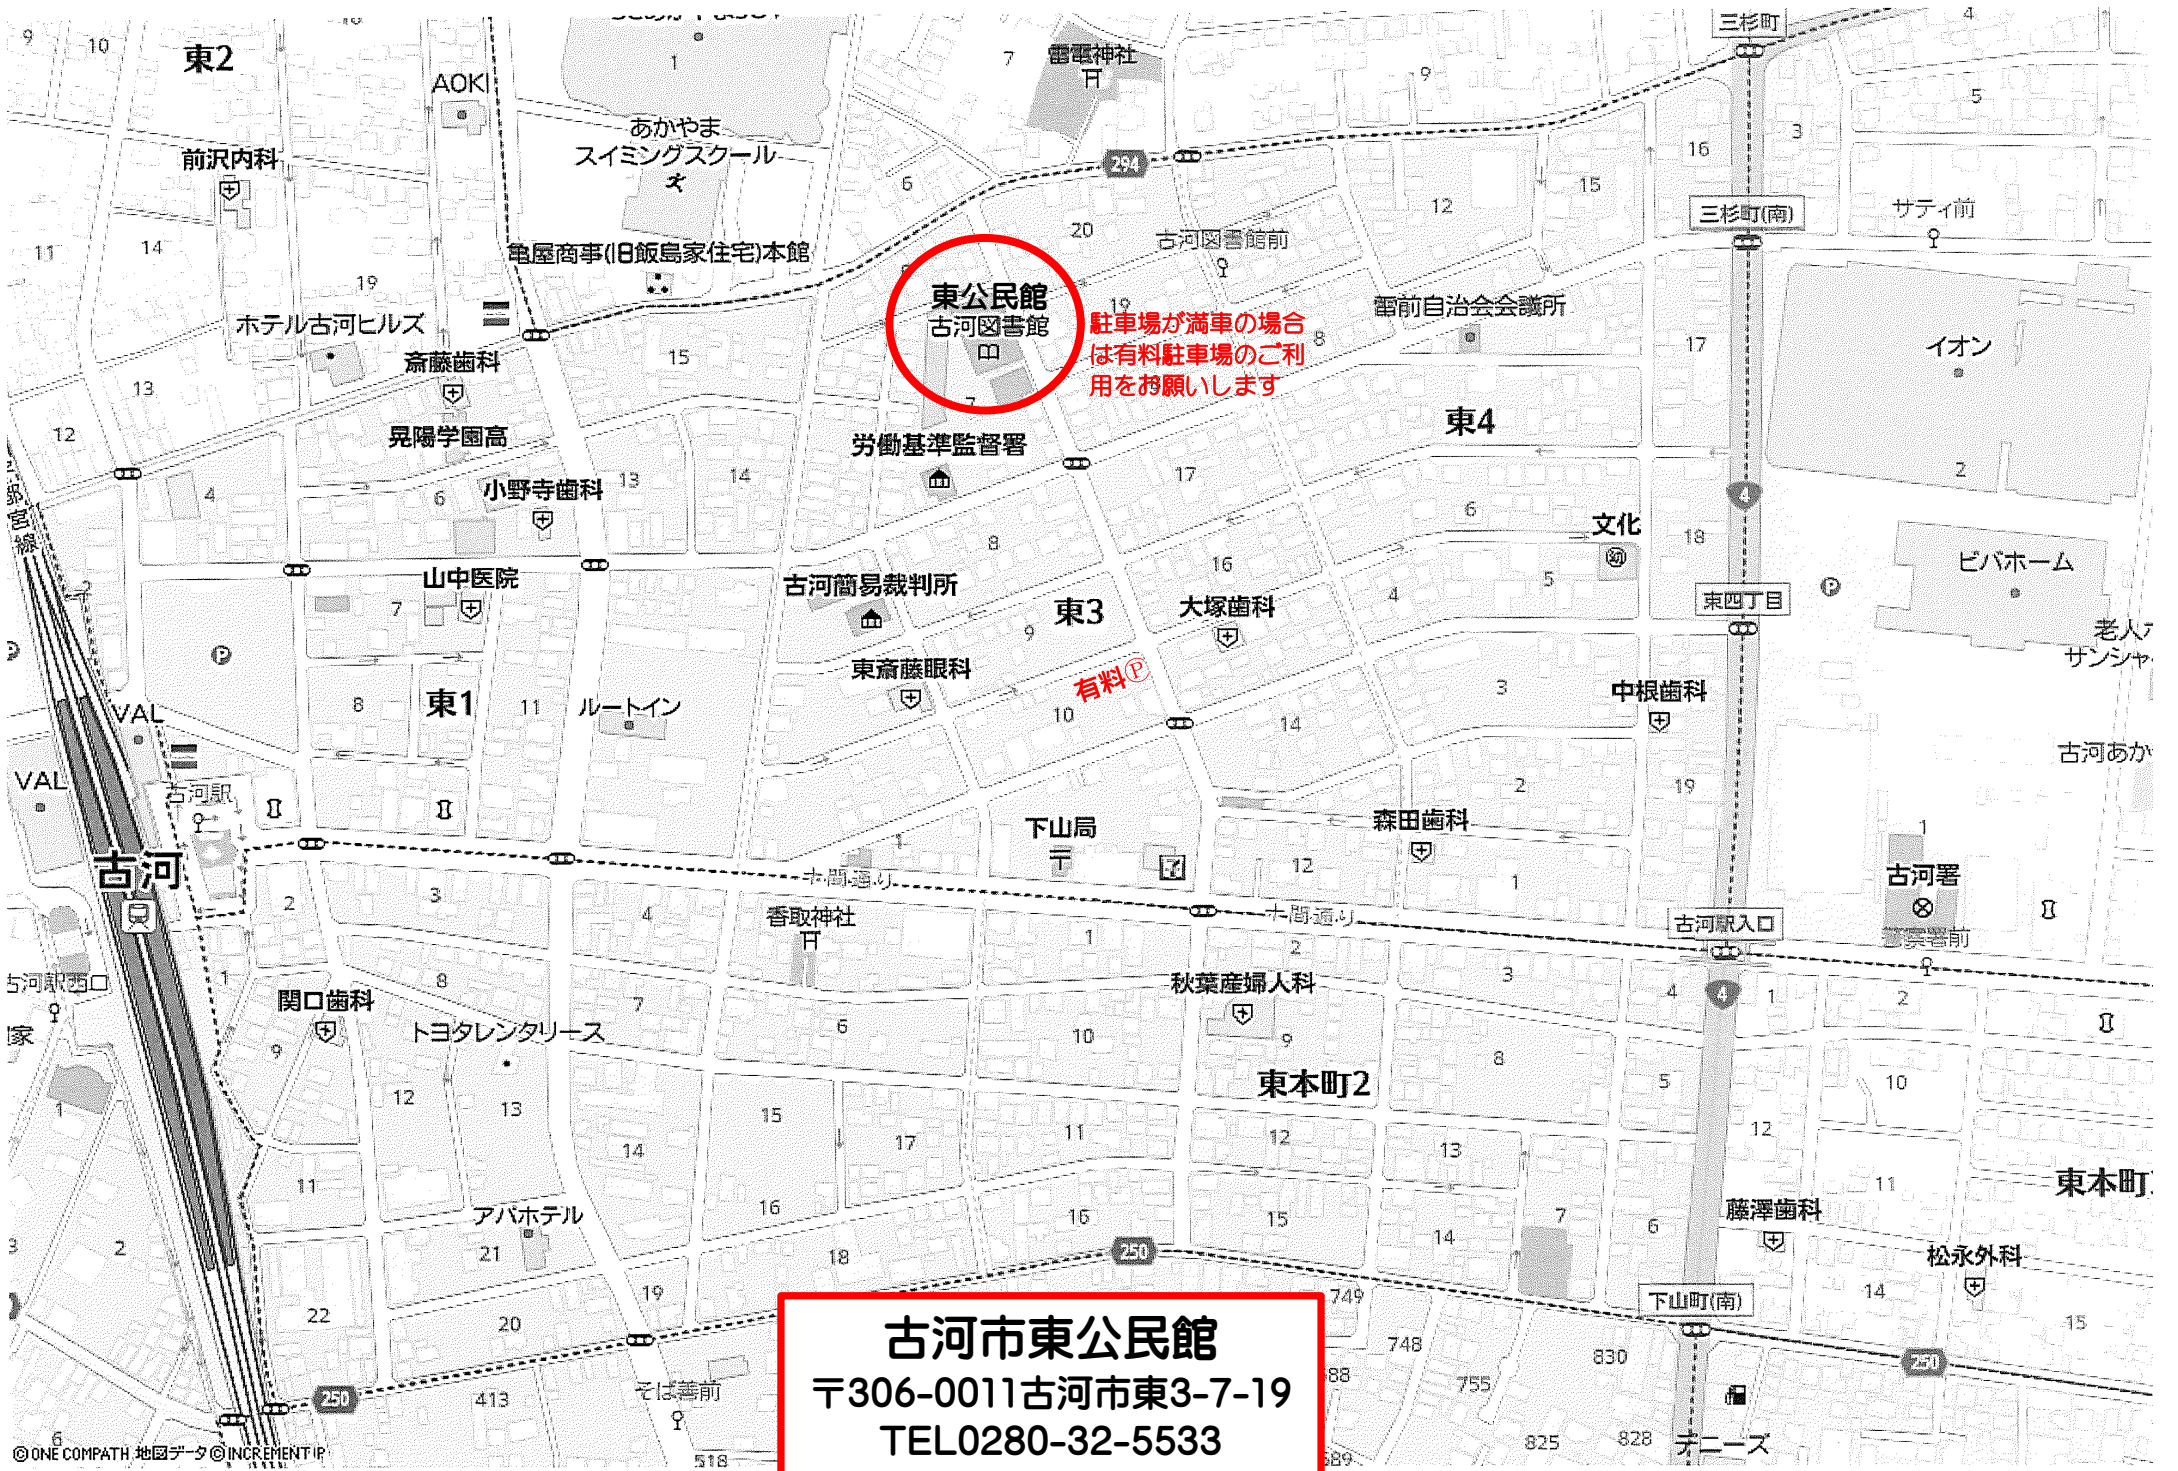 三杉町
東2
AOKI
雷電神社
あかやま
スイミングスクール
前沢内科
294
三杉町(南)
サティ前
亀屋商事(旧飯島家住宅)本館
古河図書館前
東公民館
古河図書館
ホテル古河ヒルズ
駐車場が満車の場合
は有料駐車場のご利
用をお願いします
雷前自治会会議所
イオン
斎藤歯科
晃陽学園高
東4
労働基準監督署
小野寺歯科
4
文化
ビバホーム
山中医院
古河簡易裁判所
東3
大塚歯科
東四丁目
東斎藤眼科
有料Ⓟ
中根歯科
東1
ルートイン
VAL
VAL
古河駅
古河あか
下山局
森田歯科
古河
十間通り
古河署
香取神社
十間通り
古河駅入口
警察署前
古河駅西口
関口歯科
秋葉産婦人科
4
トヨタレンタリース
東本町2
東本町
アパホテル
藤澤歯科
松永外科
250
下山町(南)
古河市東公民館
〒306-0011古河市東3-7-19
TEL0280-32-5533
250
250
そば善前
デニーズ
©ONE COMPATH 地図データ©INCREMENT P